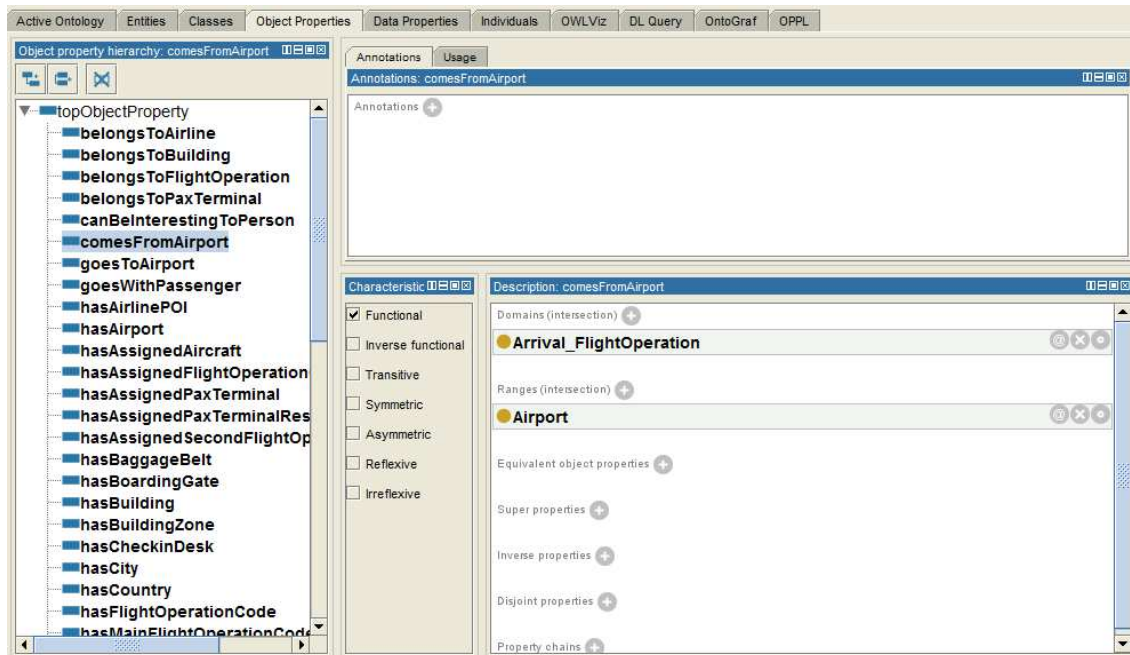 Active Ontology Entities Classes Object Properties Data Properties Individuals OWLViz DL Query OntoGraf OPPL
Object property hierarchy: comesFromAirport
topObjectProperty
belongsToAirline
belongsToBuilding
belongsToFlightOperation
belongsToPaxTerminal
canBeInterestingToPerson
comesFromAirport
goesToAirport
goesWithPassenger
hasAirlinePOI
hasAirport
hasAssignedAircraft
hasAssignedFlightOperation
hasAssignedPaxTerminal
hasAssignedPaxTerminalRes
hasAssignedSecondFlightOp
hasBaggageBelt
hasBoardingGate
hasBuilding
hasBuildingZone
hasCheckinDesk
hasCity
hasCountry
hasFlightOperationCode
hasMainFlightOperationCode
Annotations Usage
Annotations: comesFromAirport
Annotations
Characteristic
Functional
Inverse functional
Transitive
Symmetric
Asymmetric
Reflexive
Irreflexive
Description: comesFromAirport
Domains (intersection)
Arrival_FlightOperation
Ranges (intersection)
Airport
Equivalent object properties
Super properties
Inverse properties
Disjoint properties
Property chains